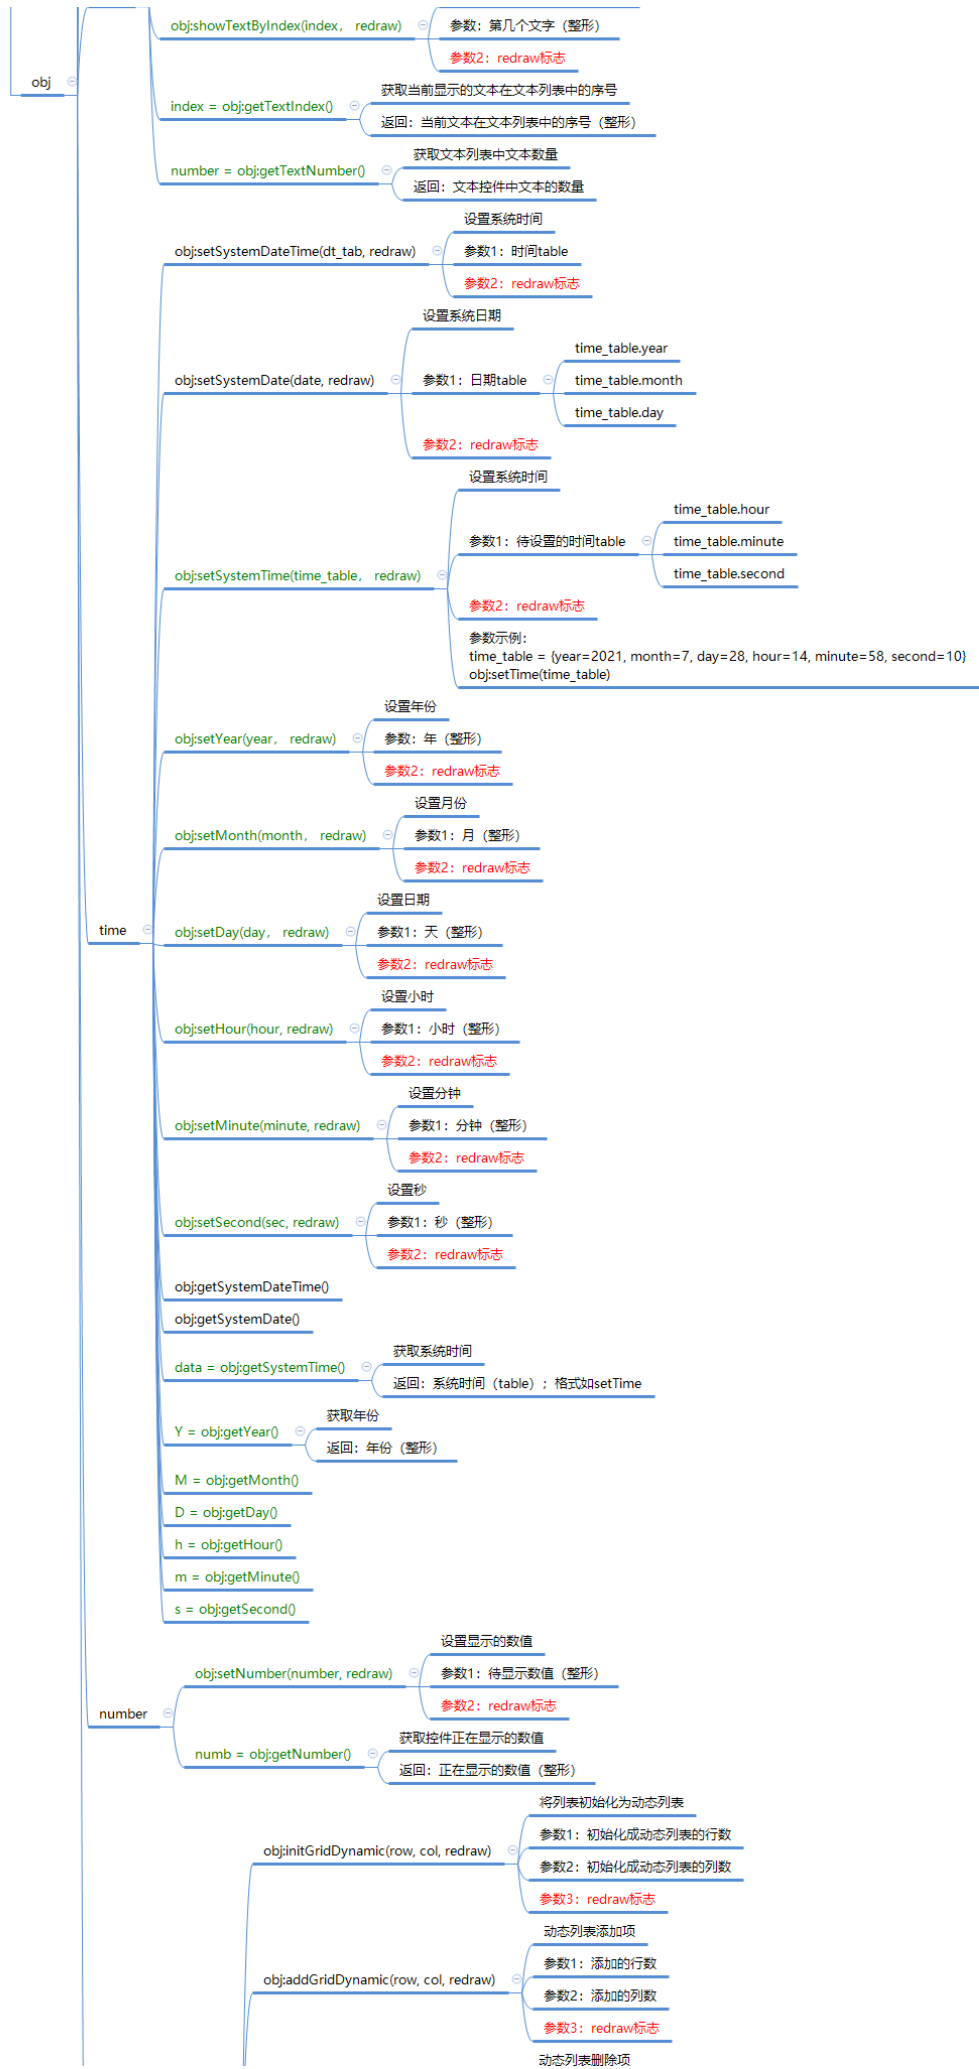 obj
obj:showTextByIndex(index， redraw)
参数：第几个文字（整形）
参数2：redraw标志
index = obj:getTextIndex()
获取当前显示的文本在文本列表中的序号
返回：当前文本在文本列表中的序号（整形）
number = obj:getTextNumber()
获取文本列表中文本数量
返回：文本控件中文本的数量
time
obj:setSystemDateTime(dt_tab, redraw)
设置系统时间
参数1：时间table
参数2：redraw标志
obj:setSystemDate(date, redraw)
设置系统日期
参数1：日期table
time_table.year
time_table.month
time_table.day
参数2：redraw标志
obj:setSystemTime(time_table， redraw)
设置系统时间
参数1：待设置的时间table
time_table.hour
time_table.minute
time_table.second
参数2：redraw标志
参数示例：
time_table = {year=2021, month=7, day=28, hour=14, minute=58, second=10}
obj:setTime(time_table)
obj:setYear(year， redraw)
设置年份
参数：年（整形）
参数2：redraw标志
obj:setMonth(month， redraw)
设置月份
参数1：月（整形）
参数2：redraw标志
obj:setDay(day， redraw)
设置日期
参数1：天（整形）
参数2：redraw标志
obj:setHour(hour, redraw)
设置小时
参数1：小时（整形）
参数2：redraw标志
obj:setMinute(minute, redraw)
设置分钟
参数1：分钟（整形）
参数2：redraw标志
obj:setSecond(sec, redraw)
设置秒
参数1：秒（整形）
参数2：redraw标志
obj:getSystemDateTime()
obj:getSystemDate()
data = obj:getSystemTime()
获取系统时间
返回：系统时间（table）；格式如setTime
Y = obj:getYear()
获取年份
返回：年份（整形）
M = obj:getMonth()
D = obj:getDay()
h = obj:getHour()
m = obj:getMinute()
s = obj:getSecond()
number
obj:setNumber(number, redraw)
设置显示的数值
参数1：待显示数值（整形）
参数2：redraw标志
numb = obj:getNumber()
获取控件正在显示的数值
返回：正在显示的数值（整形）
obj:initGridDynamic(row, col, redraw)
将列表初始化为动态列表
参数1：初始化成动态列表的行数
参数2：初始化成动态列表的列数
参数3：redraw标志
obj:addGridDynamic(row, col, redraw)
动态列表添加项
参数1：添加的行数
参数2：添加的列数
参数3：redraw标志
动态列表删除项